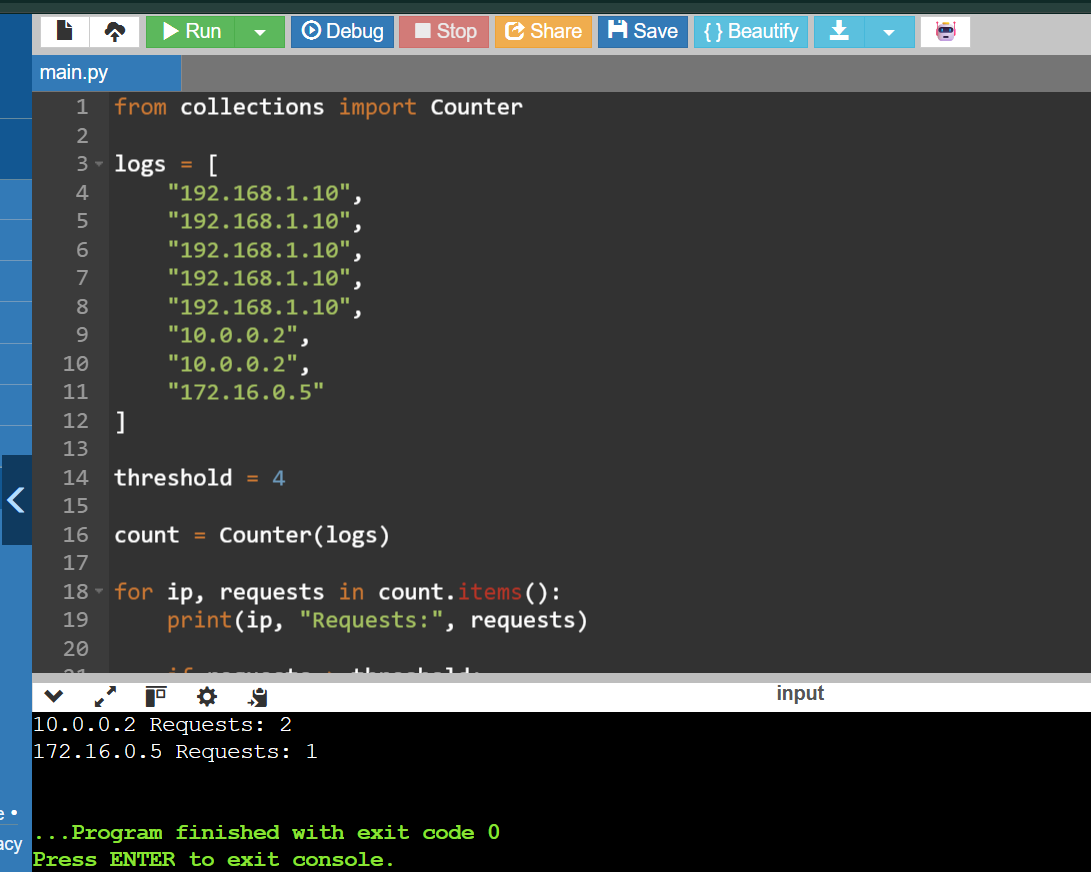 Run Debug Stop Share Save { } Beautify
main.py
1 from collections import Counter
2
3 logs = [
4     "192.168.1.10",
5     "192.168.1.10",
6     "192.168.1.10",
7     "192.168.1.10",
8     "192.168.1.10",
9     "10.0.0.2",
10     "10.0.0.2",
11     "172.16.0.5"
12 ]
13
14 threshold = 4
15
16 count = Counter(logs)
17
18 for ip, requests in count.items():
19     print(ip, "Requests:", requests)
20
input
10.0.0.2 Requests: 2
172.16.0.5 Requests: 1
...Program finished with exit code 0
Press ENTER to exit console.